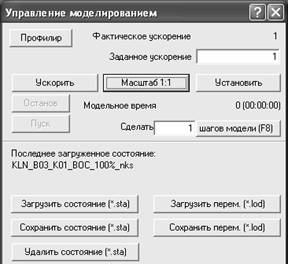 Управление моделированием
Профилир Фактическое ускорение 1
Заданное ускорение 1
Ускорить Масштаб 1:1 Установить
Останов Модельное время 0 (00:00:00)
Пуск Сделать 1 шагов модели (F8)
Последнее загруженное состояние:
KLN_B03_K01_BOC_100%_nks
Загрузить состояние (*.sta) Загрузить перем. (*.lod)
Сохранить состояние (*.sta) Сохранить перем. (*.lod)
Удалить состояние (*.sta)